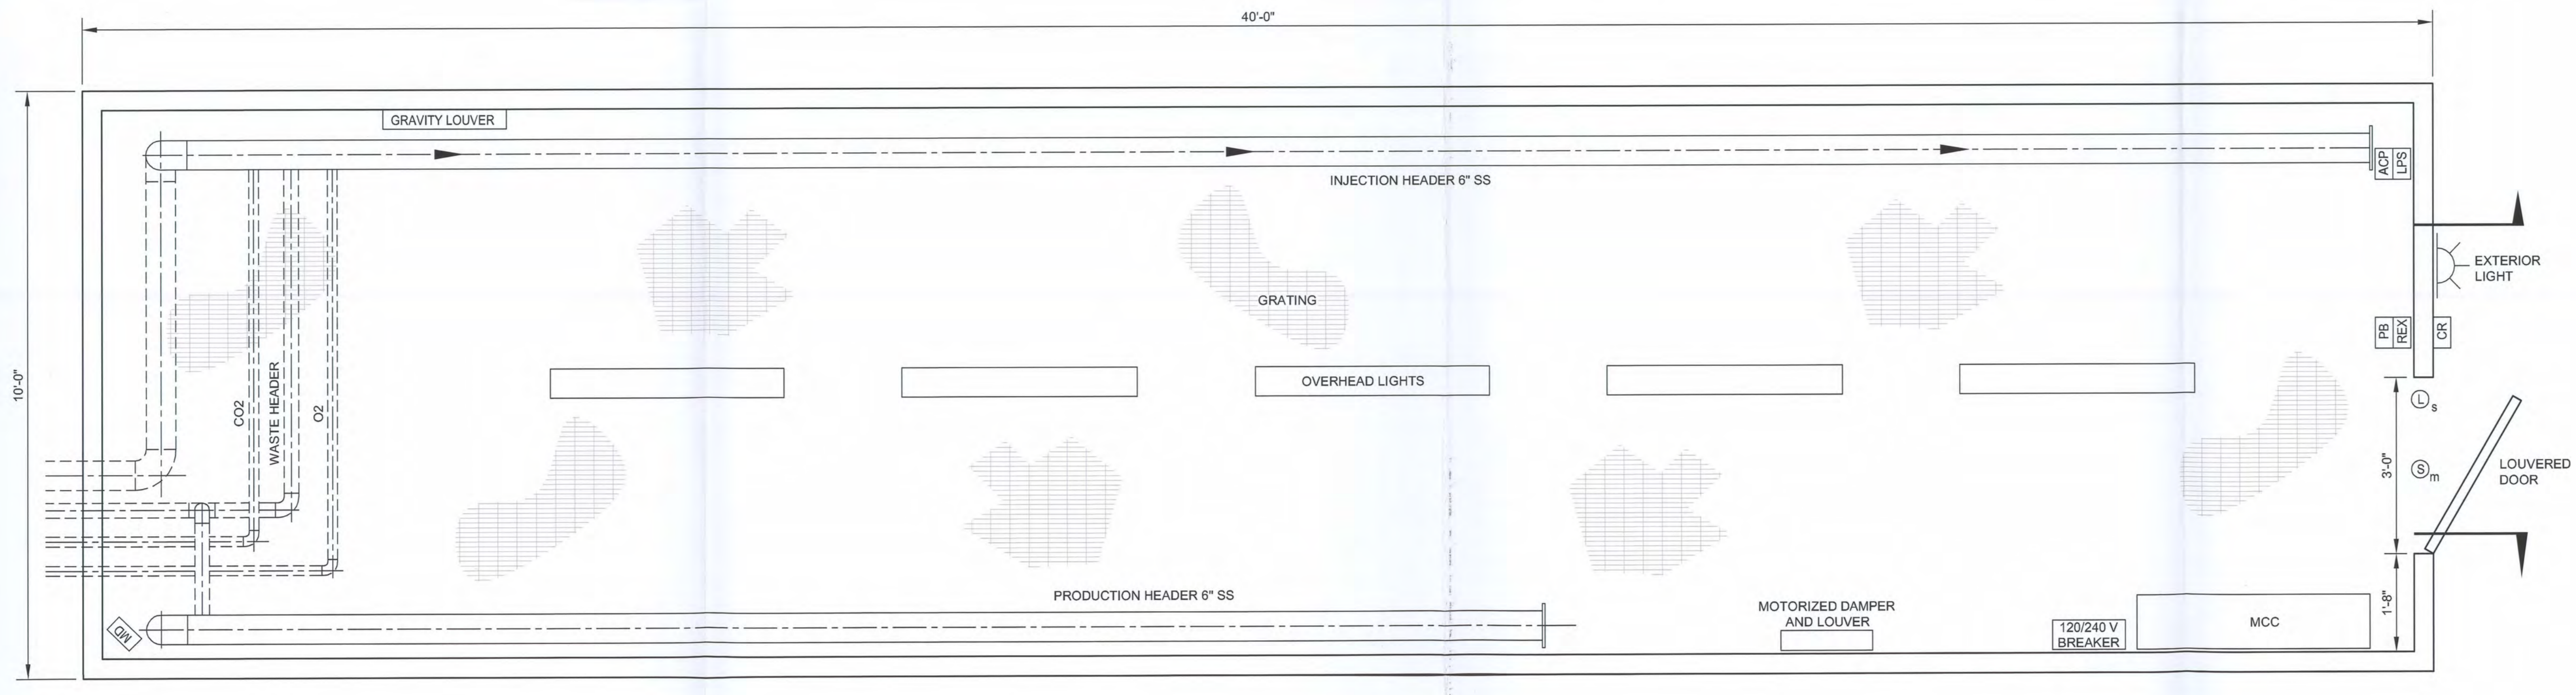 40'-0"
GRAVITY LOUVER
INJECTION HEADER 6" SS
ACP
LPS
EXTERIOR
LIGHT
GRATING
PB
REX
CR
10'-0"
OVERHEAD LIGHTS
CO2
WASTE HEADER
O2
L s
3'-0"
S m
LOUVERED
DOOR
PRODUCTION HEADER 6" SS
MOTORIZED DAMPER
AND LOUVER
1'-8"
MD
120/240 V
BREAKER
MCC